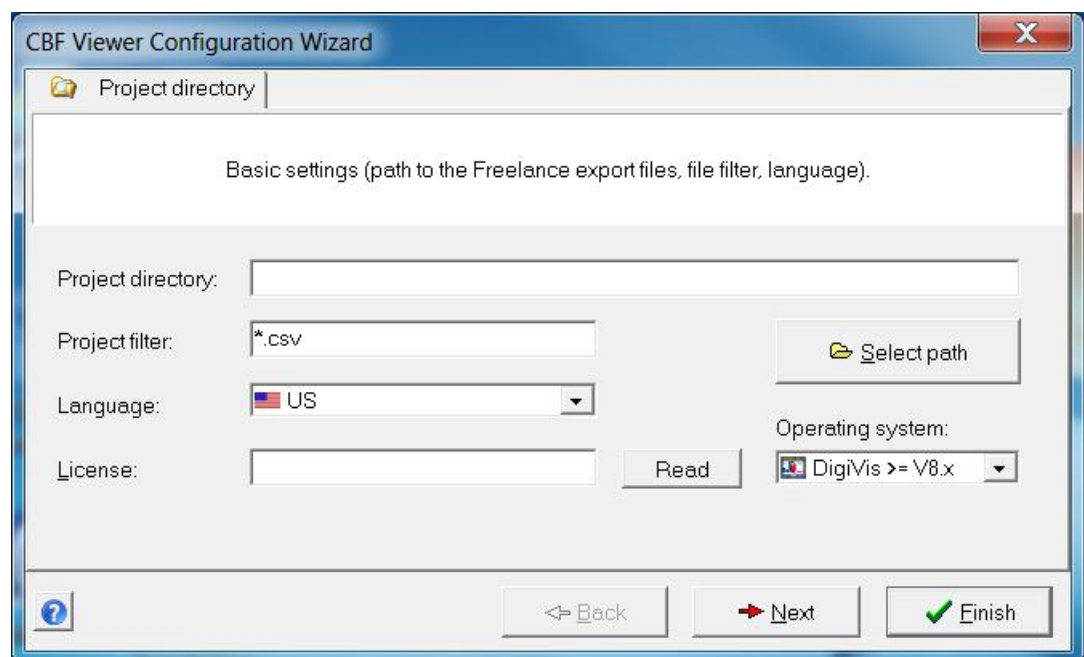 CBF Viewer Configuration Wizard
Project directory
Basic settings (path to the Freelance export files, file filter, language).
Project directory:
Project filter:
*.csv
Select path
Language:
US
Operating system:
License:
Read
DigiVis >= V8.x
Back
Next
Finish